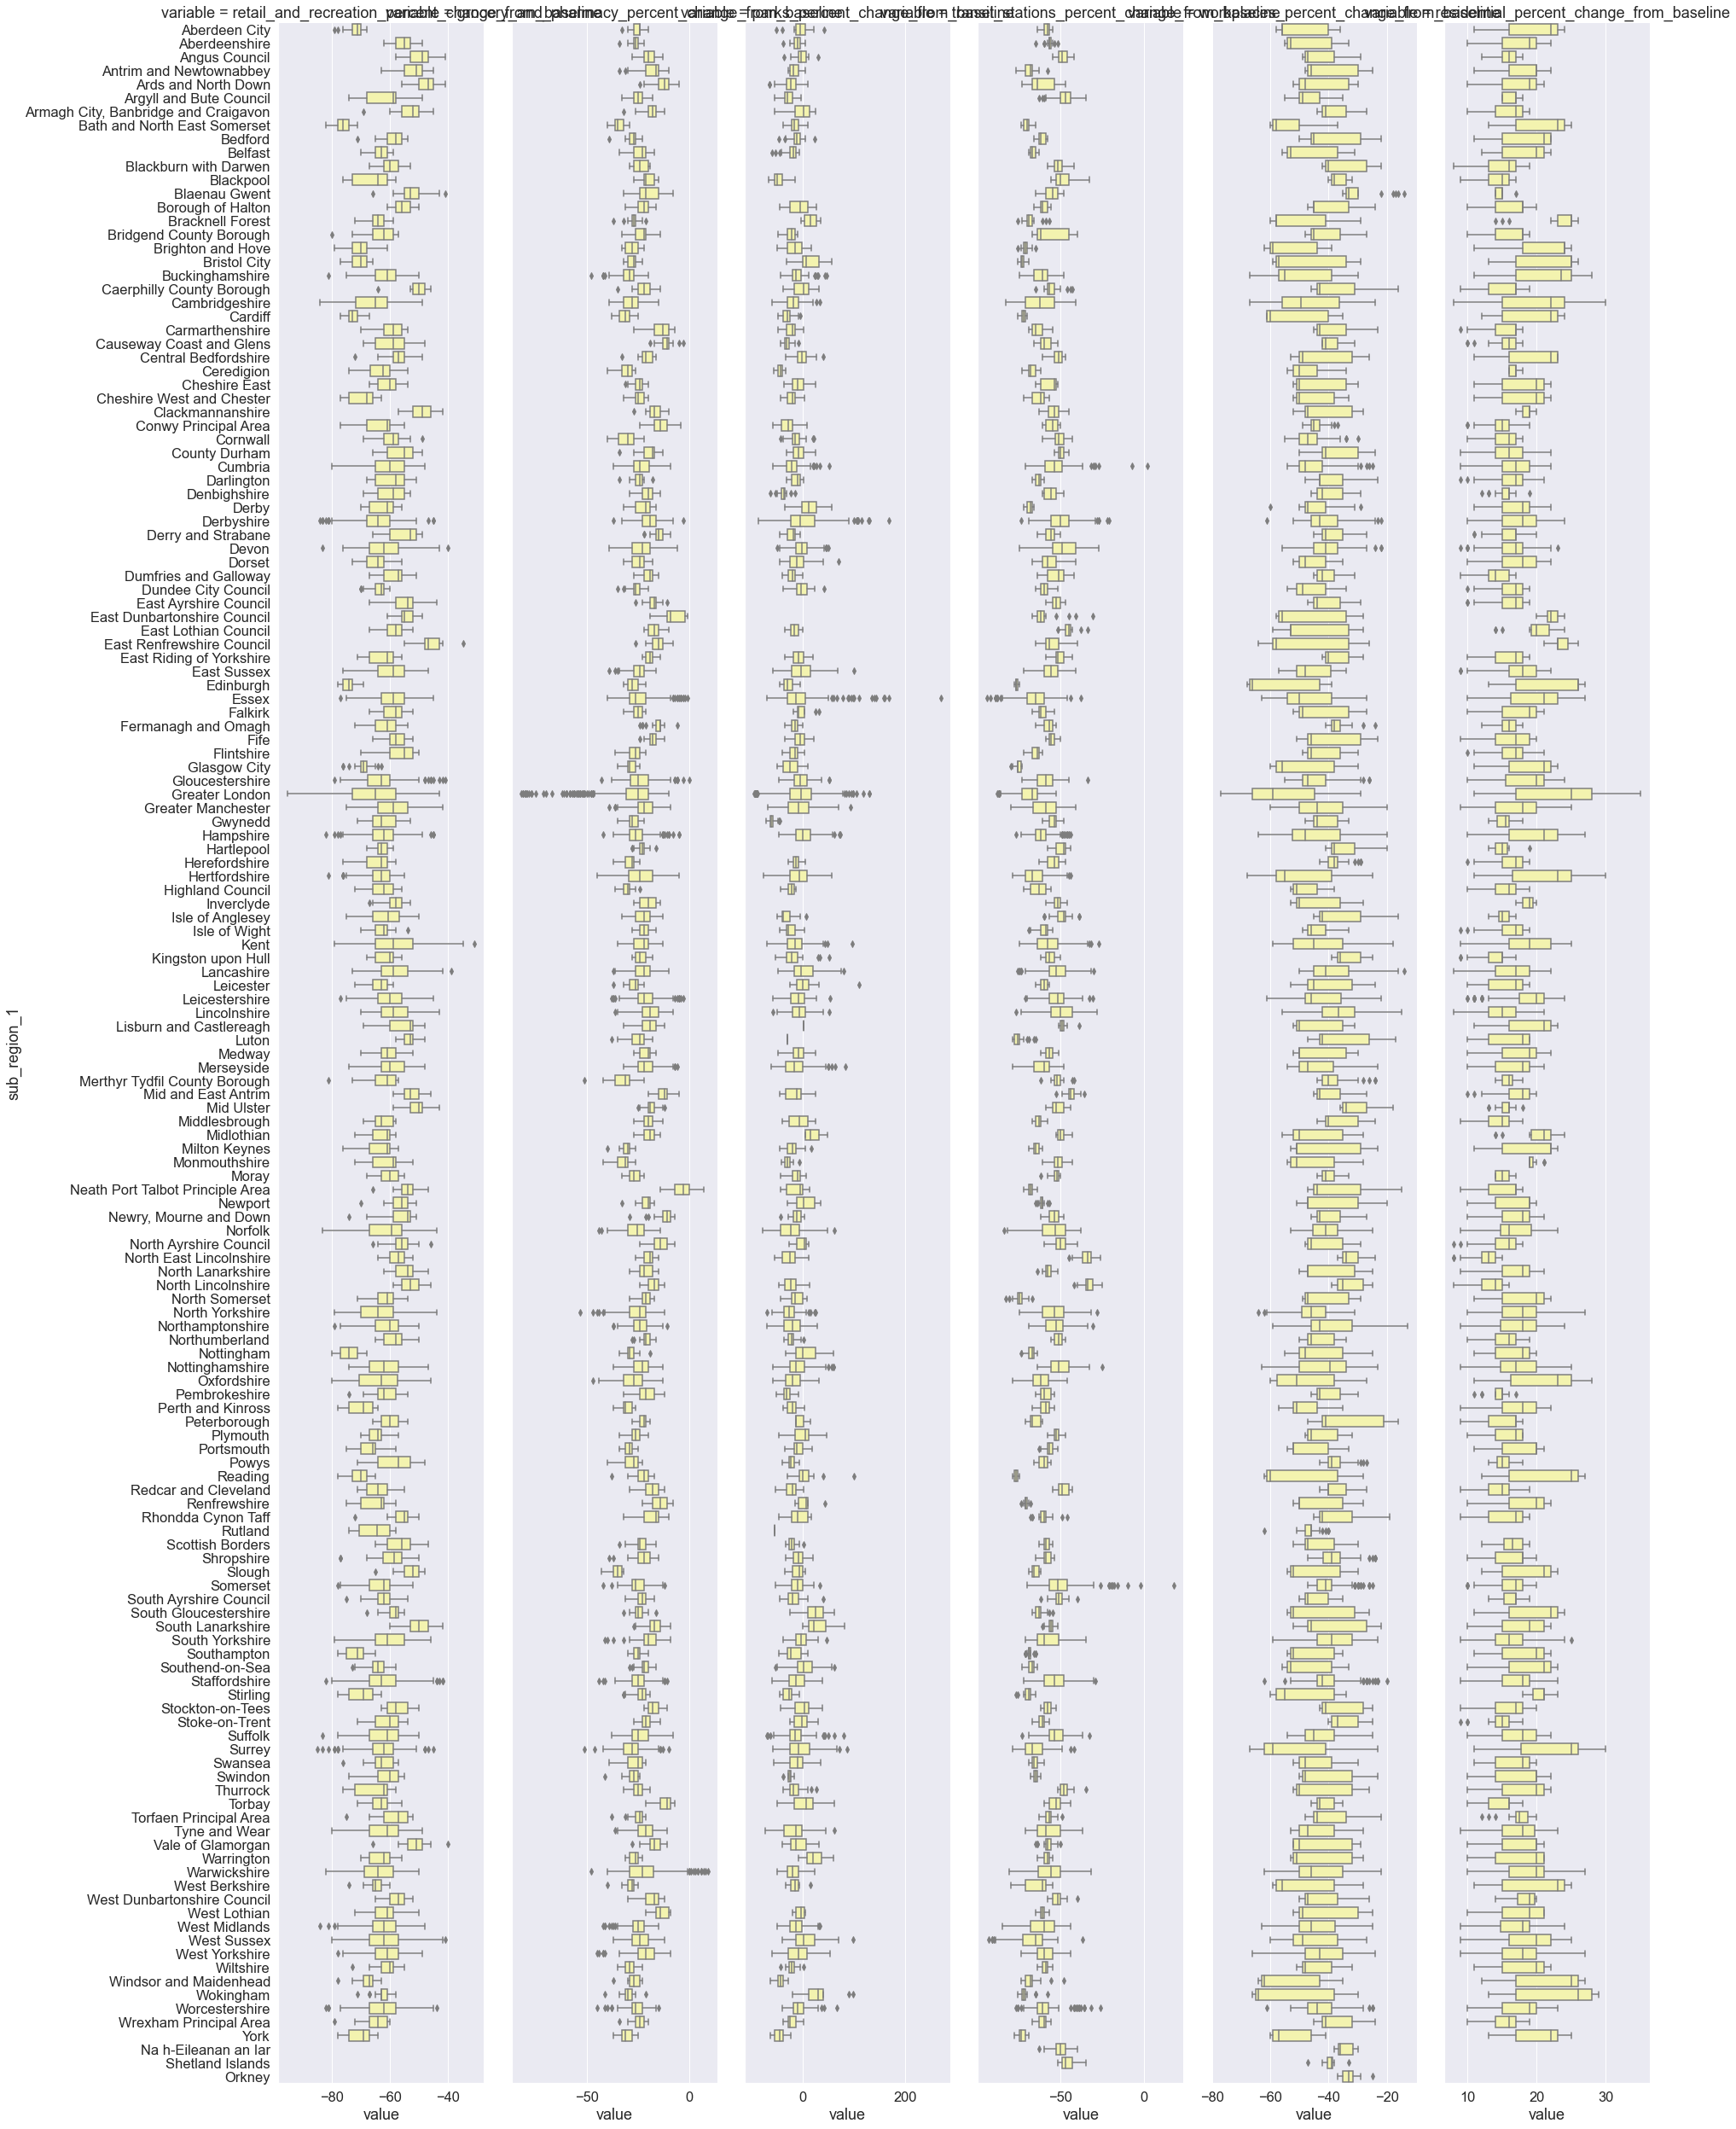 variable = retail_and_recreation_percent_change_from_baseline
variable = grocery_and_pharmacy_percent_change_from_baseline
variable = parks_percent_change_from_baseline
variable = transit_stations_percent_change_from_baseline
variable = workplaces_percent_change_from_baseline
variable = residential_percent_change_from_baseline
sub_region_1
Aberdeen City
Aberdeenshire
Angus Council
Antrim and Newtownabbey
Ards and North Down
Argyll and Bute Council
Armagh City, Banbridge and Craigavon
Bath and North East Somerset
Bedford
Belfast
Blackburn with Darwen
Blackpool
Blaenau Gwent
Borough of Halton
Bracknell Forest
Bridgend County Borough
Brighton and Hove
Bristol City
Buckinghamshire
Caerphilly County Borough
Cambridgeshire
Cardiff
Carmarthenshire
Causeway Coast and Glens
Central Bedfordshire
Ceredigion
Cheshire East
Cheshire West and Chester
Clackmannanshire
Conwy Principal Area
Cornwall
County Durham
Cumbria
Darlington
Denbighshire
Derby
Derbyshire
Derry and Strabane
Devon
Dorset
Dumfries and Galloway
Dundee City Council
East Ayrshire Council
East Dunbartonshire Council
East Lothian Council
East Renfrewshire Council
East Riding of Yorkshire
East Sussex
Edinburgh
Essex
Falkirk
Fermanagh and Omagh
Fife
Flintshire
Glasgow City
Gloucestershire
Greater London
Greater Manchester
Gwynedd
Hampshire
Hartlepool
Herefordshire
Hertfordshire
Highland Council
Inverclyde
Isle of Anglesey
Isle of Wight
Kent
Kingston upon Hull
Lancashire
Leicester
Leicestershire
Lincolnshire
Lisburn and Castlereagh
Luton
Medway
Merseyside
Merthyr Tydfil County Borough
Mid and East Antrim
Mid Ulster
Middlesbrough
Midlothian
Milton Keynes
Monmouthshire
Moray
Neath Port Talbot Principle Area
Newport
Newry, Mourne and Down
Norfolk
North Ayrshire Council
North East Lincolnshire
North Lanarkshire
North Lincolnshire
North Somerset
North Yorkshire
Northamptonshire
Northumberland
Nottingham
Nottinghamshire
Oxfordshire
Pembrokeshire
Perth and Kinross
Peterborough
Plymouth
Portsmouth
Powys
Reading
Redcar and Cleveland
Renfrewshire
Rhondda Cynon Taff
Rutland
Scottish Borders
Shropshire
Slough
Somerset
South Ayrshire Council
South Gloucestershire
South Lanarkshire
South Yorkshire
Southampton
Southend-on-Sea
Staffordshire
Stirling
Stockton-on-Tees
Stoke-on-Trent
Suffolk
Surrey
Swansea
Swindon
Thurrock
Torbay
Torfaen Principal Area
Tyne and Wear
Vale of Glamorgan
Warrington
Warwickshire
West Berkshire
West Dunbartonshire Council
West Lothian
West Midlands
West Sussex
West Yorkshire
Wiltshire
Windsor and Maidenhead
Wokingham
Worcestershire
Wrexham Principal Area
York
Na h-Eileanan an Iar
Shetland Islands
Orkney
−80 −60 −40 −50 0 0 200 −50 0 −80 −60 −40 −20 10 20 30
value value value value value value